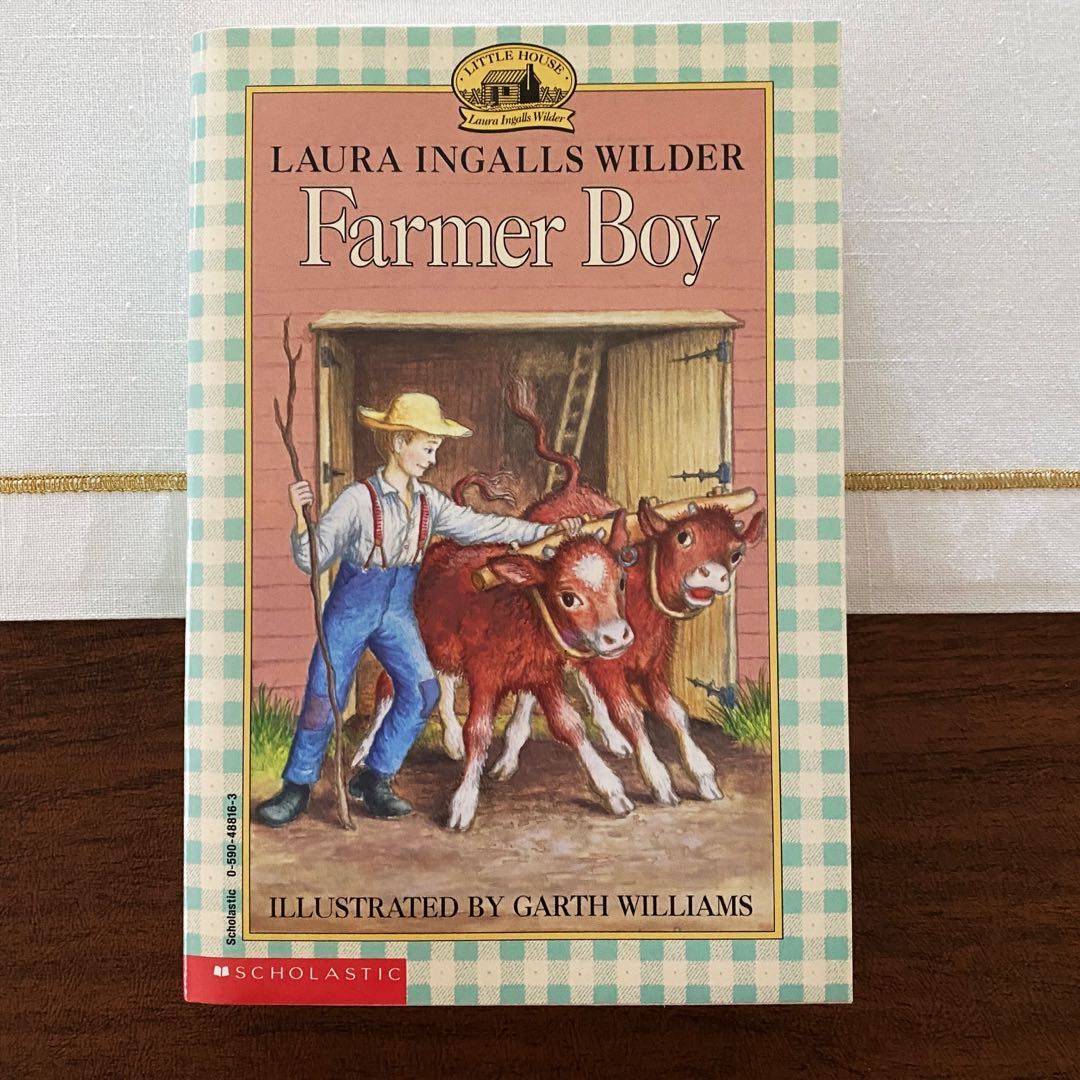 LITTLE HOUSE
Laura Ingalls Wilder
LAURA INGALLS WILDER
Farmer Boy
Scholastic 0-590-48816-3
ILLUSTRATED BY GARTH WILLIAMS
SCHOLASTIC